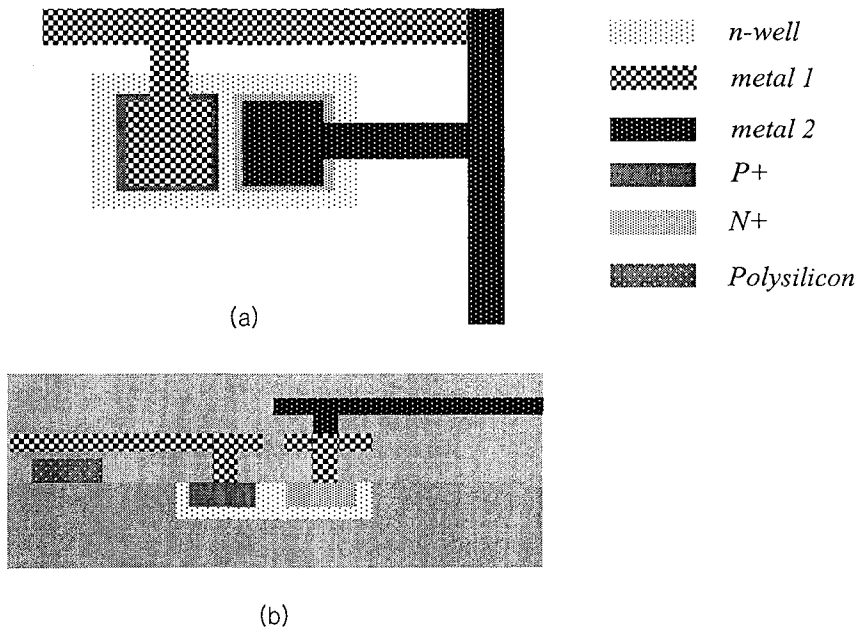 n-well
metal 1
metal 2
P+
N+
Polysilicon
(a)
(b)